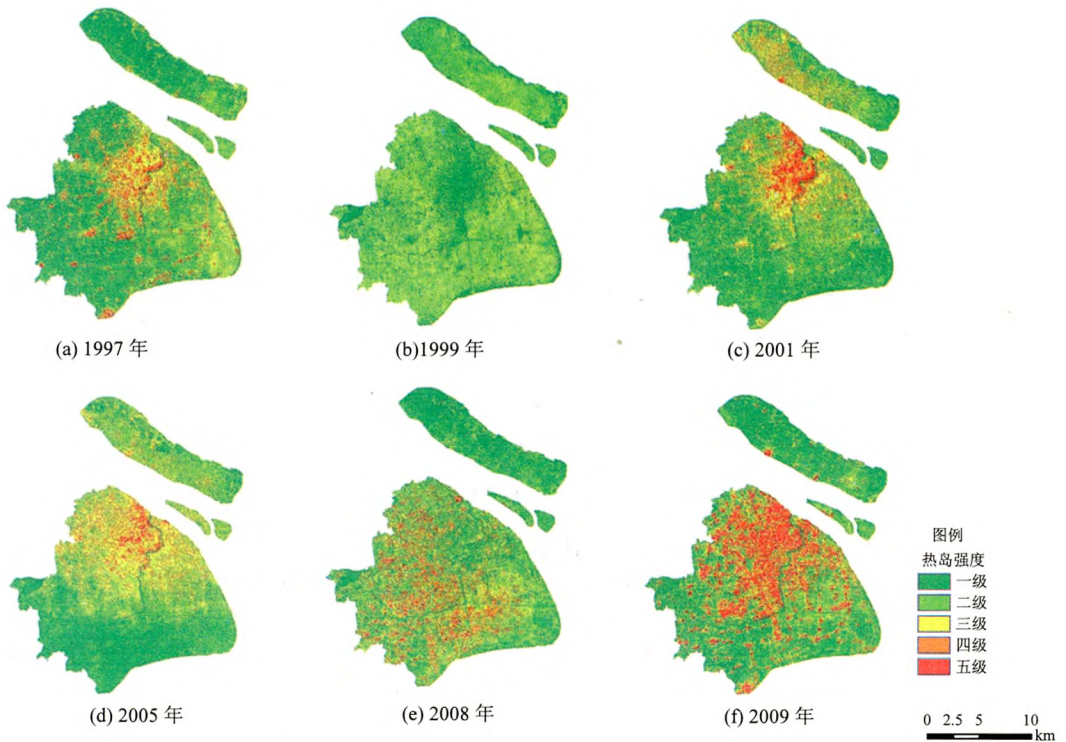 (a) 1997 年
(b)1999 年
(c) 2001 年
(d) 2005 年
(e) 2008 年
(f) 2009 年
图例
热岛强度
一级
二级
三级
四级
五级
0 2.5 5 10
km